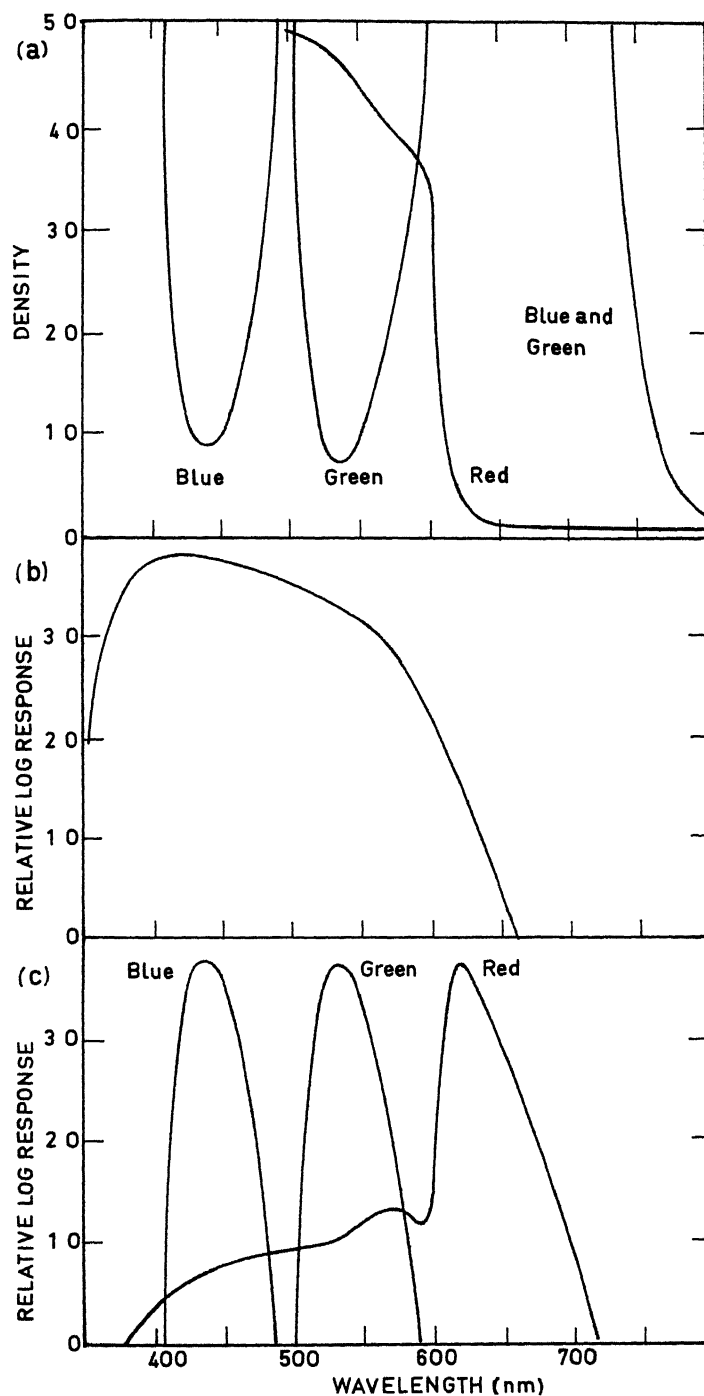 (a)
5 0
4 0
3 0
2 0
1 0
0
DENSITY
Blue
Green
Red
Blue and
Green
(b)
3 0
2 0
1 0
0
RELATIVE LOG RESPONSE
(c)
Blue
Green
Red
3 0
2 0
1 0
0
RELATIVE LOG RESPONSE
400 500 600 700
WAVELENGTH (nm)